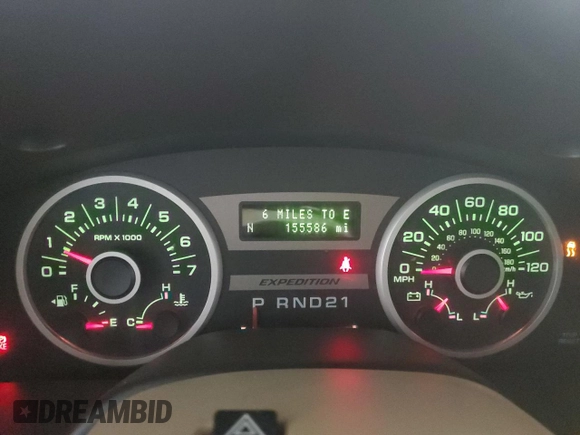 6 MILES TO E
N 155586 mi
EXPEDITION
P RND21
0 1 2 3 4 5 6 7
RPM X 1000
F E C H
0 20 40 60 80 100 120
MPH
km/h
H L L H
DREAMBID